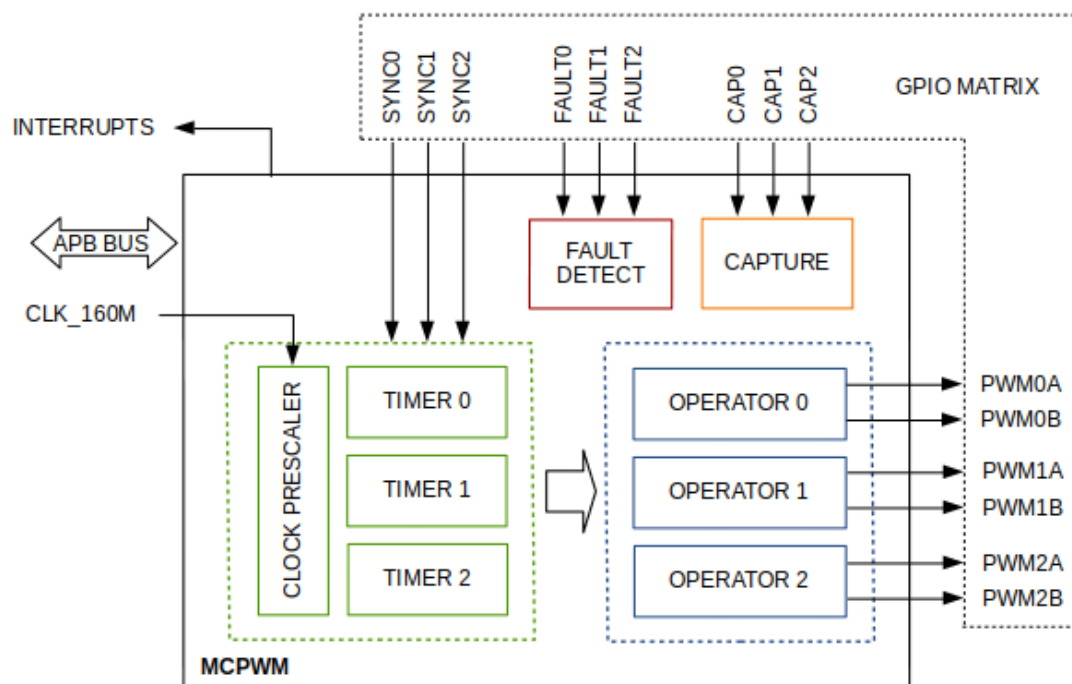 SYNC0
SYNC1
SYNC2
FAULT0
FAULT1
FAULT2
CAP0
CAP1
CAP2
GPIO MATRIX
INTERRUPTS
APB BUS
FAULT
DETECT
CAPTURE
CLK_160M
CLOCK PRESCALER
TIMER 0
TIMER 1
TIMER 2
OPERATOR 0
OPERATOR 1
OPERATOR 2
PWM0A
PWM0B
PWM1A
PWM1B
PWM2A
PWM2B
MCPWM